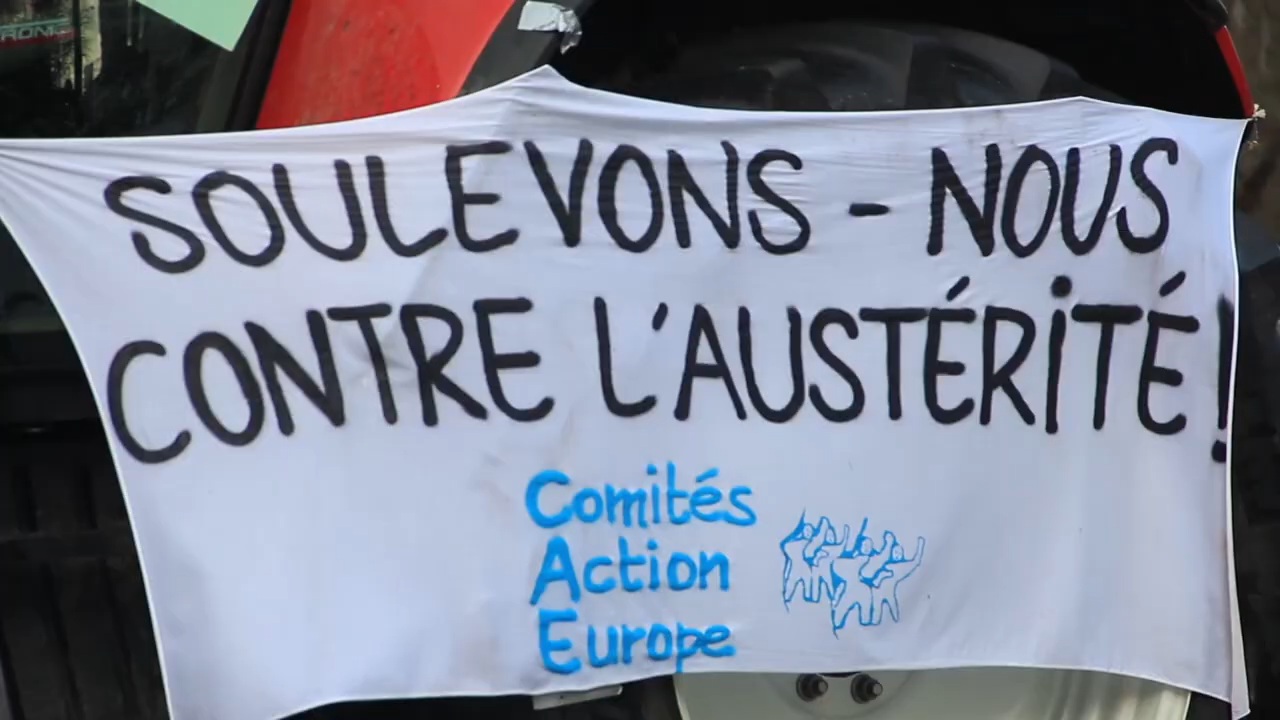 SOULEVONS - NOUS
CONTRE L'AUSTÉRITÉ !
Comités
Action
Europe